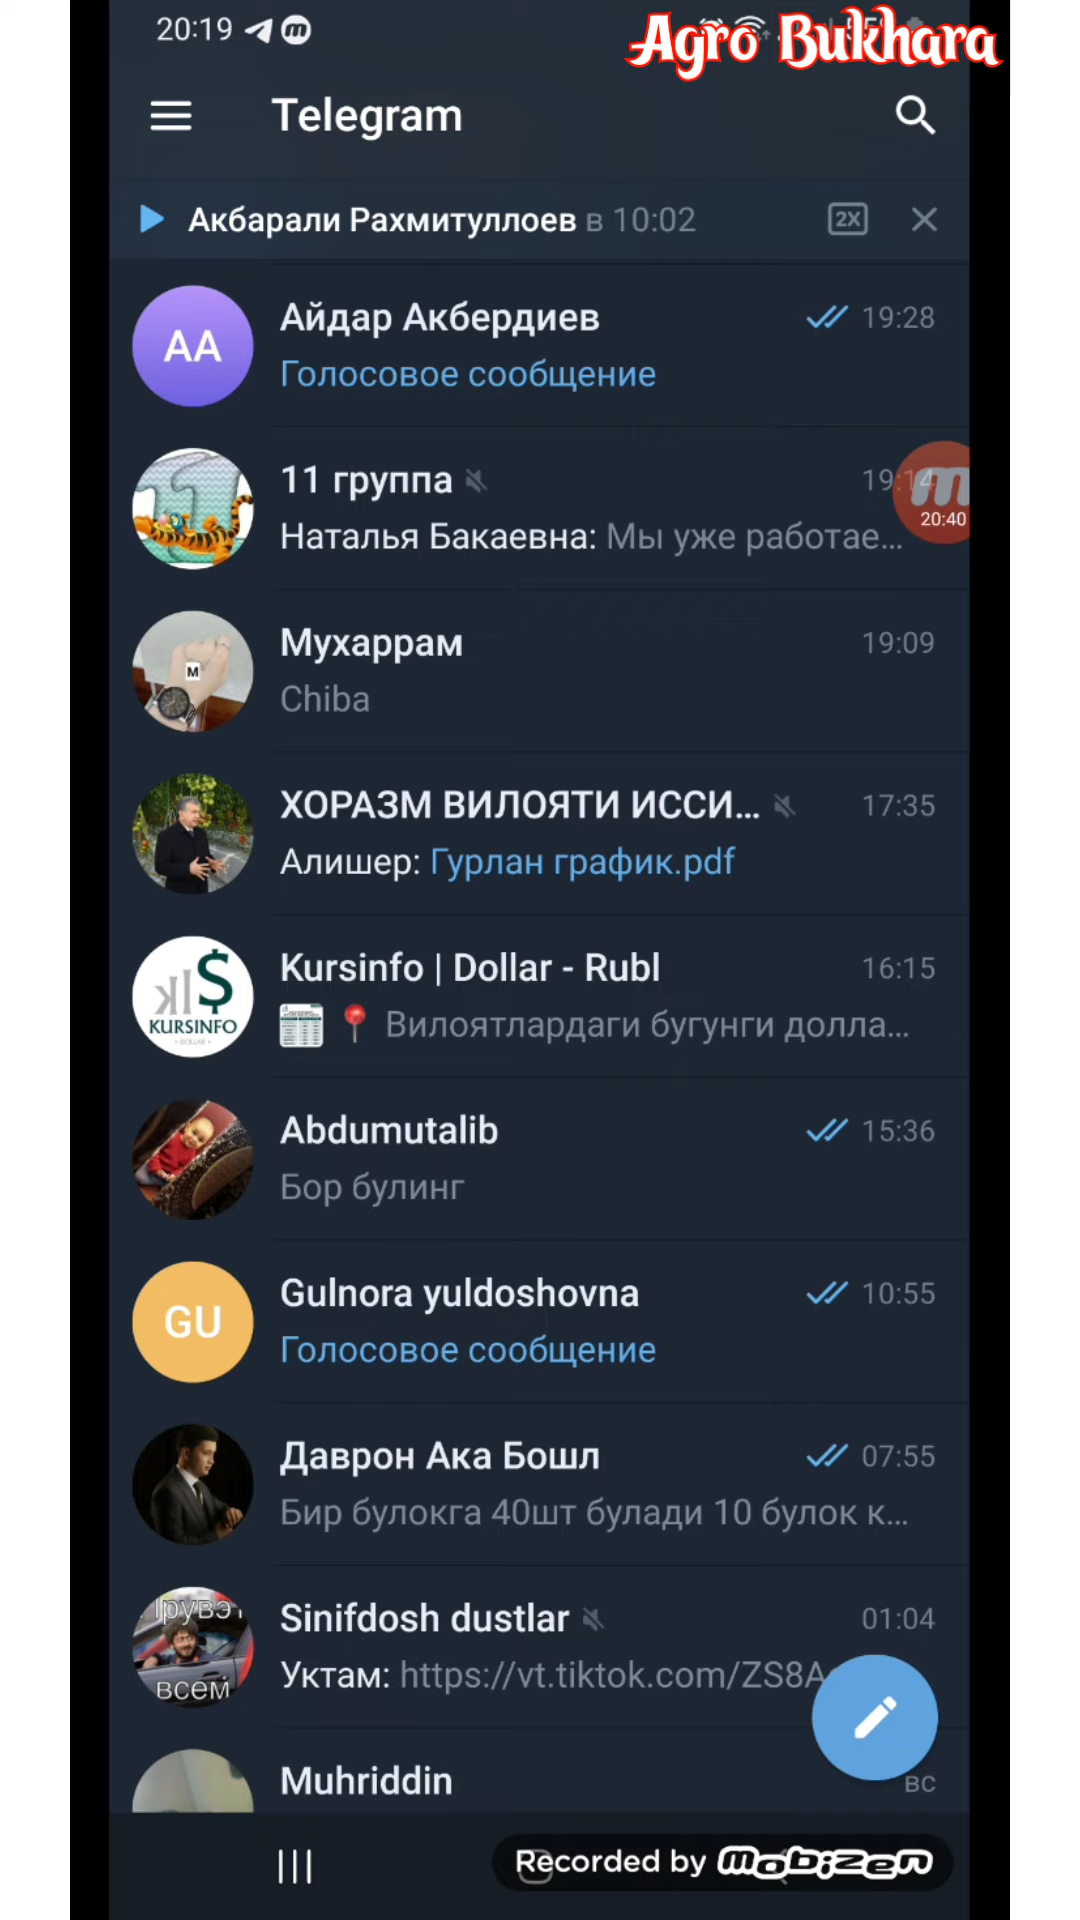 20:19
Agro Bukhara
Telegram
Акбарали Рахмитуллоев в 10:02
2X
AA
Айдар Акбердиев 19:28
Голосовое сообщение
11 группа 19:14
Наталья Бакаевна: Мы уже работае...
20:40
Мухаррам 19:09
M
Chiba
ХОРАЗМ ВИЛОЯТИ ИССИ... 17:35
Алишер: Гурлан график.pdf
Kursinfo | Dollar - Rubl 16:15
KURSINFO
DOLLAR
Вилоятлардаги бугунги долла...
Abdumutalib 15:36
Бор булинг
GU
Gulnora yuldoshovna 10:55
Голосовое сообщение
Даврон Ака Бошл 07:55
Бир булокга 40шт булади 10 булок к...
Sinifdosh dustlar 01:04
Уктам: https://vt.tiktok.com/ZS8A
всем
Muhriddin
вс
Recorded by mobizen